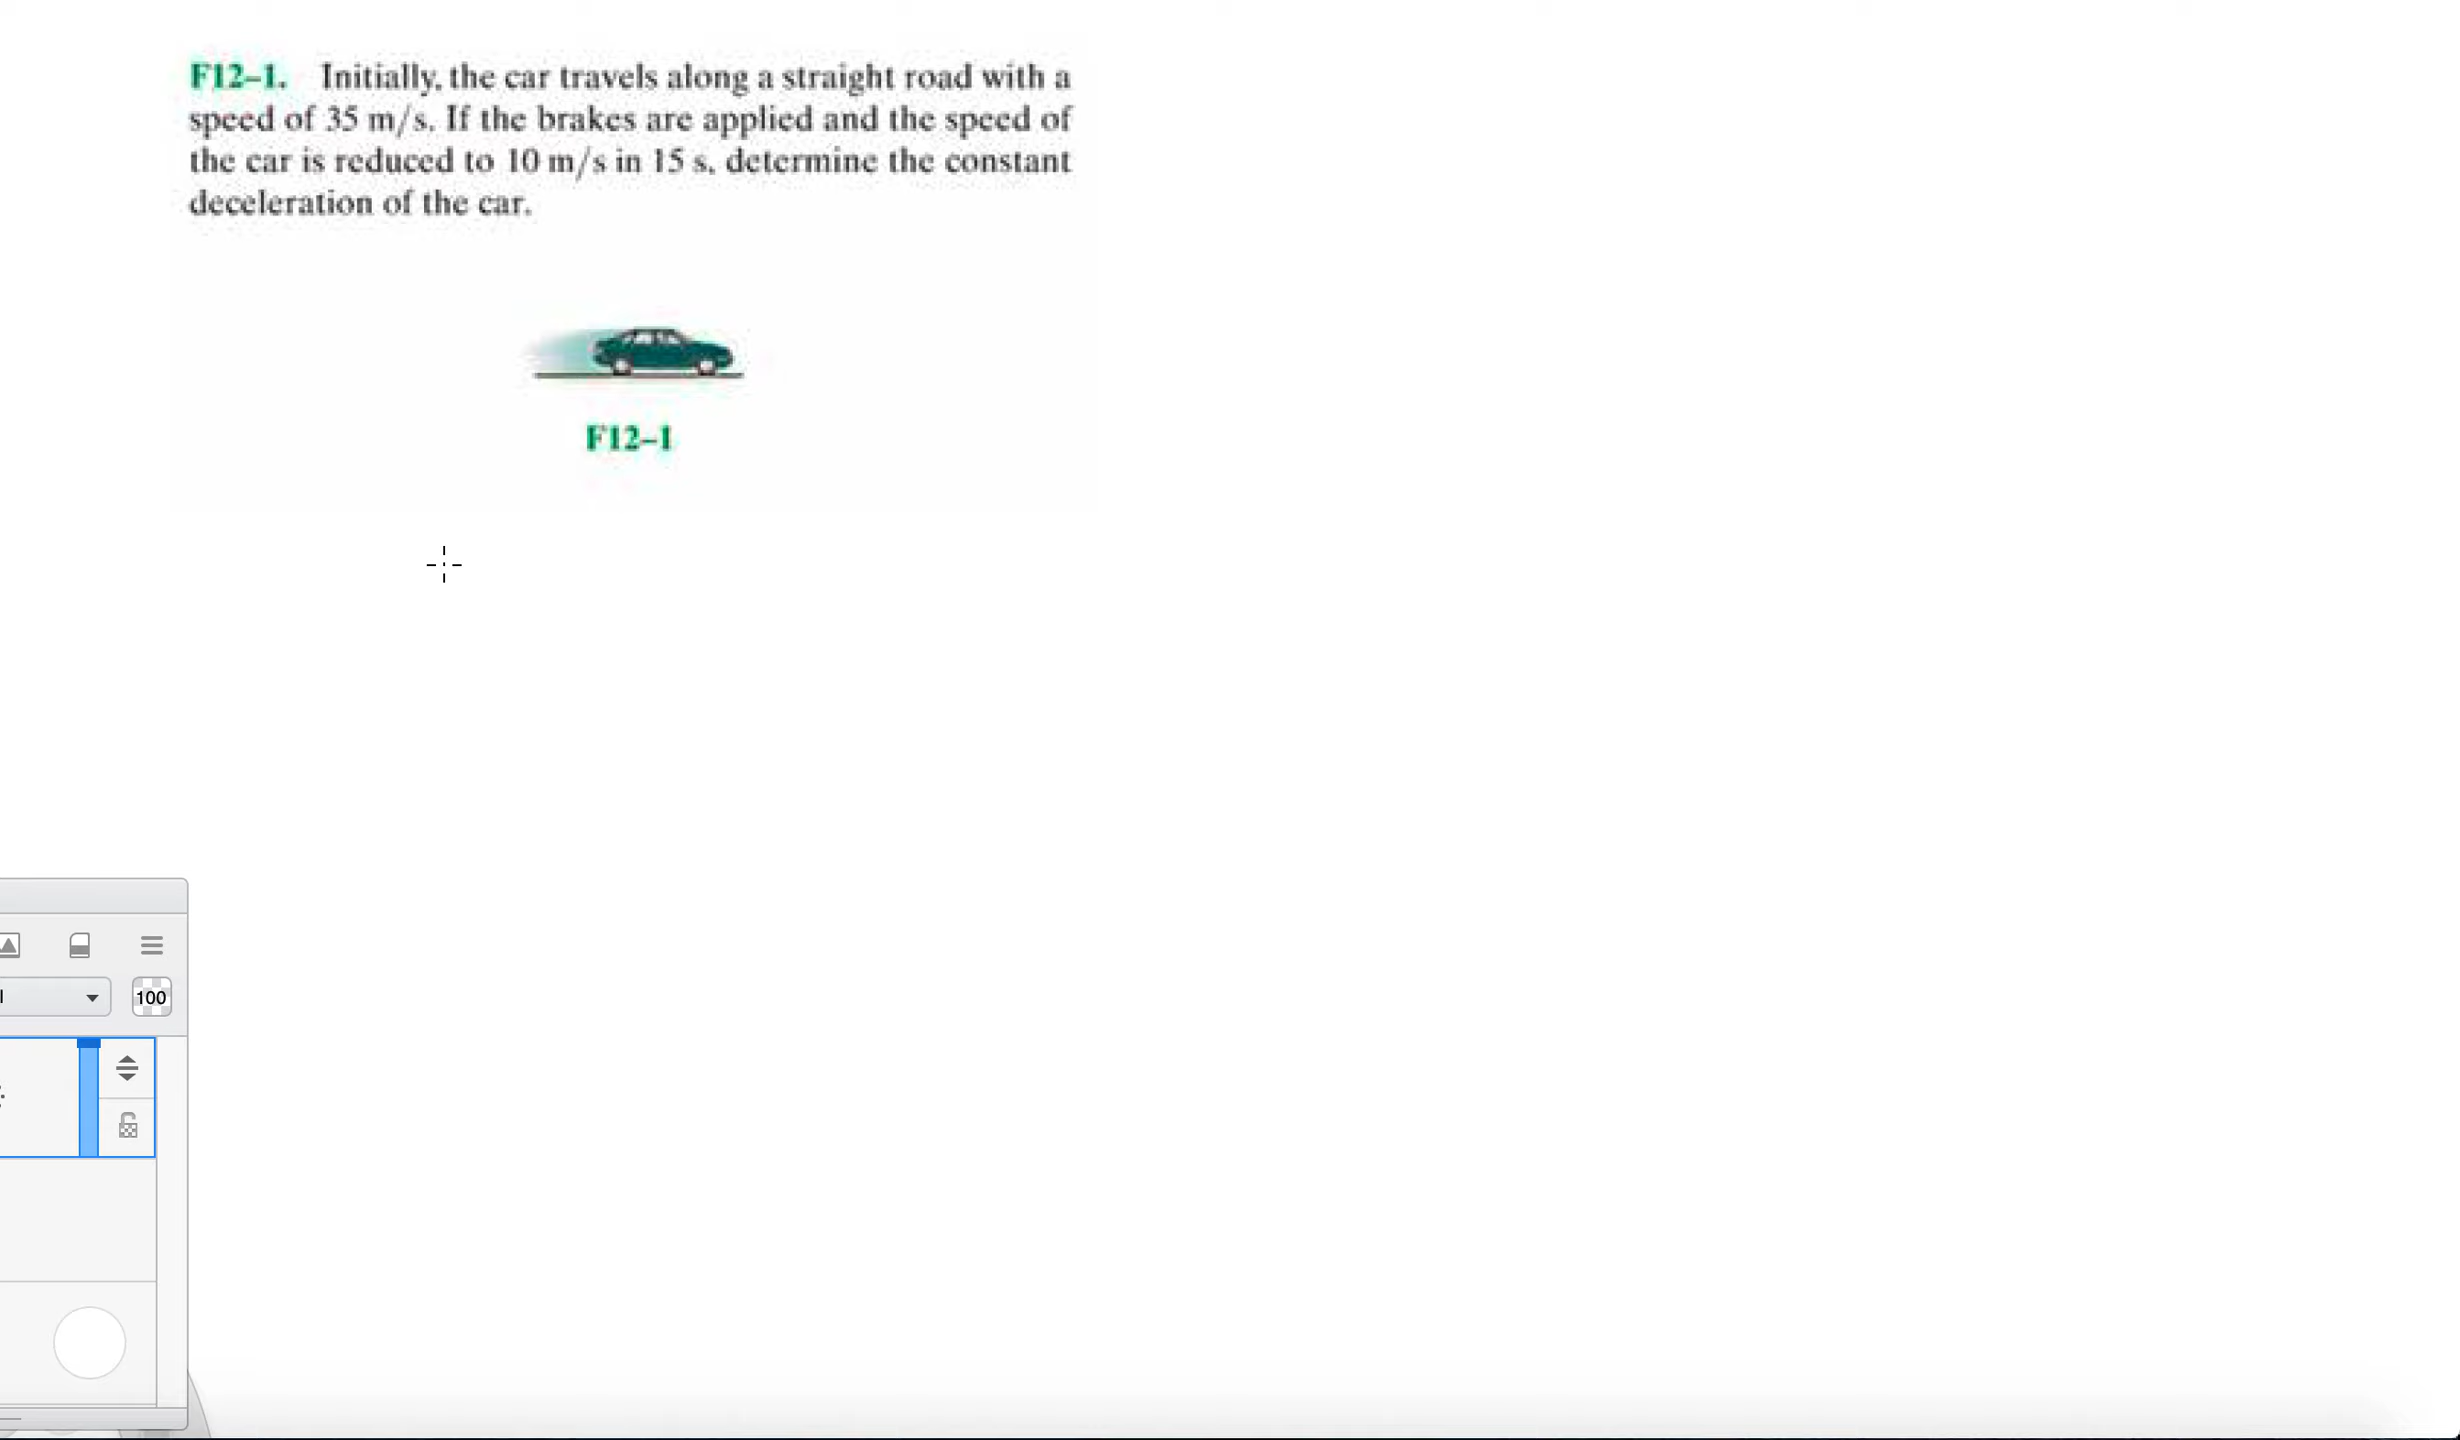 F12–1. Initially, the car travels along a straight road with a
speed of 35 m/s. If the brakes are applied and the speed of
the car is reduced to 10 m/s in 15 s, determine the constant
deceleration of the car.
F12–1
100